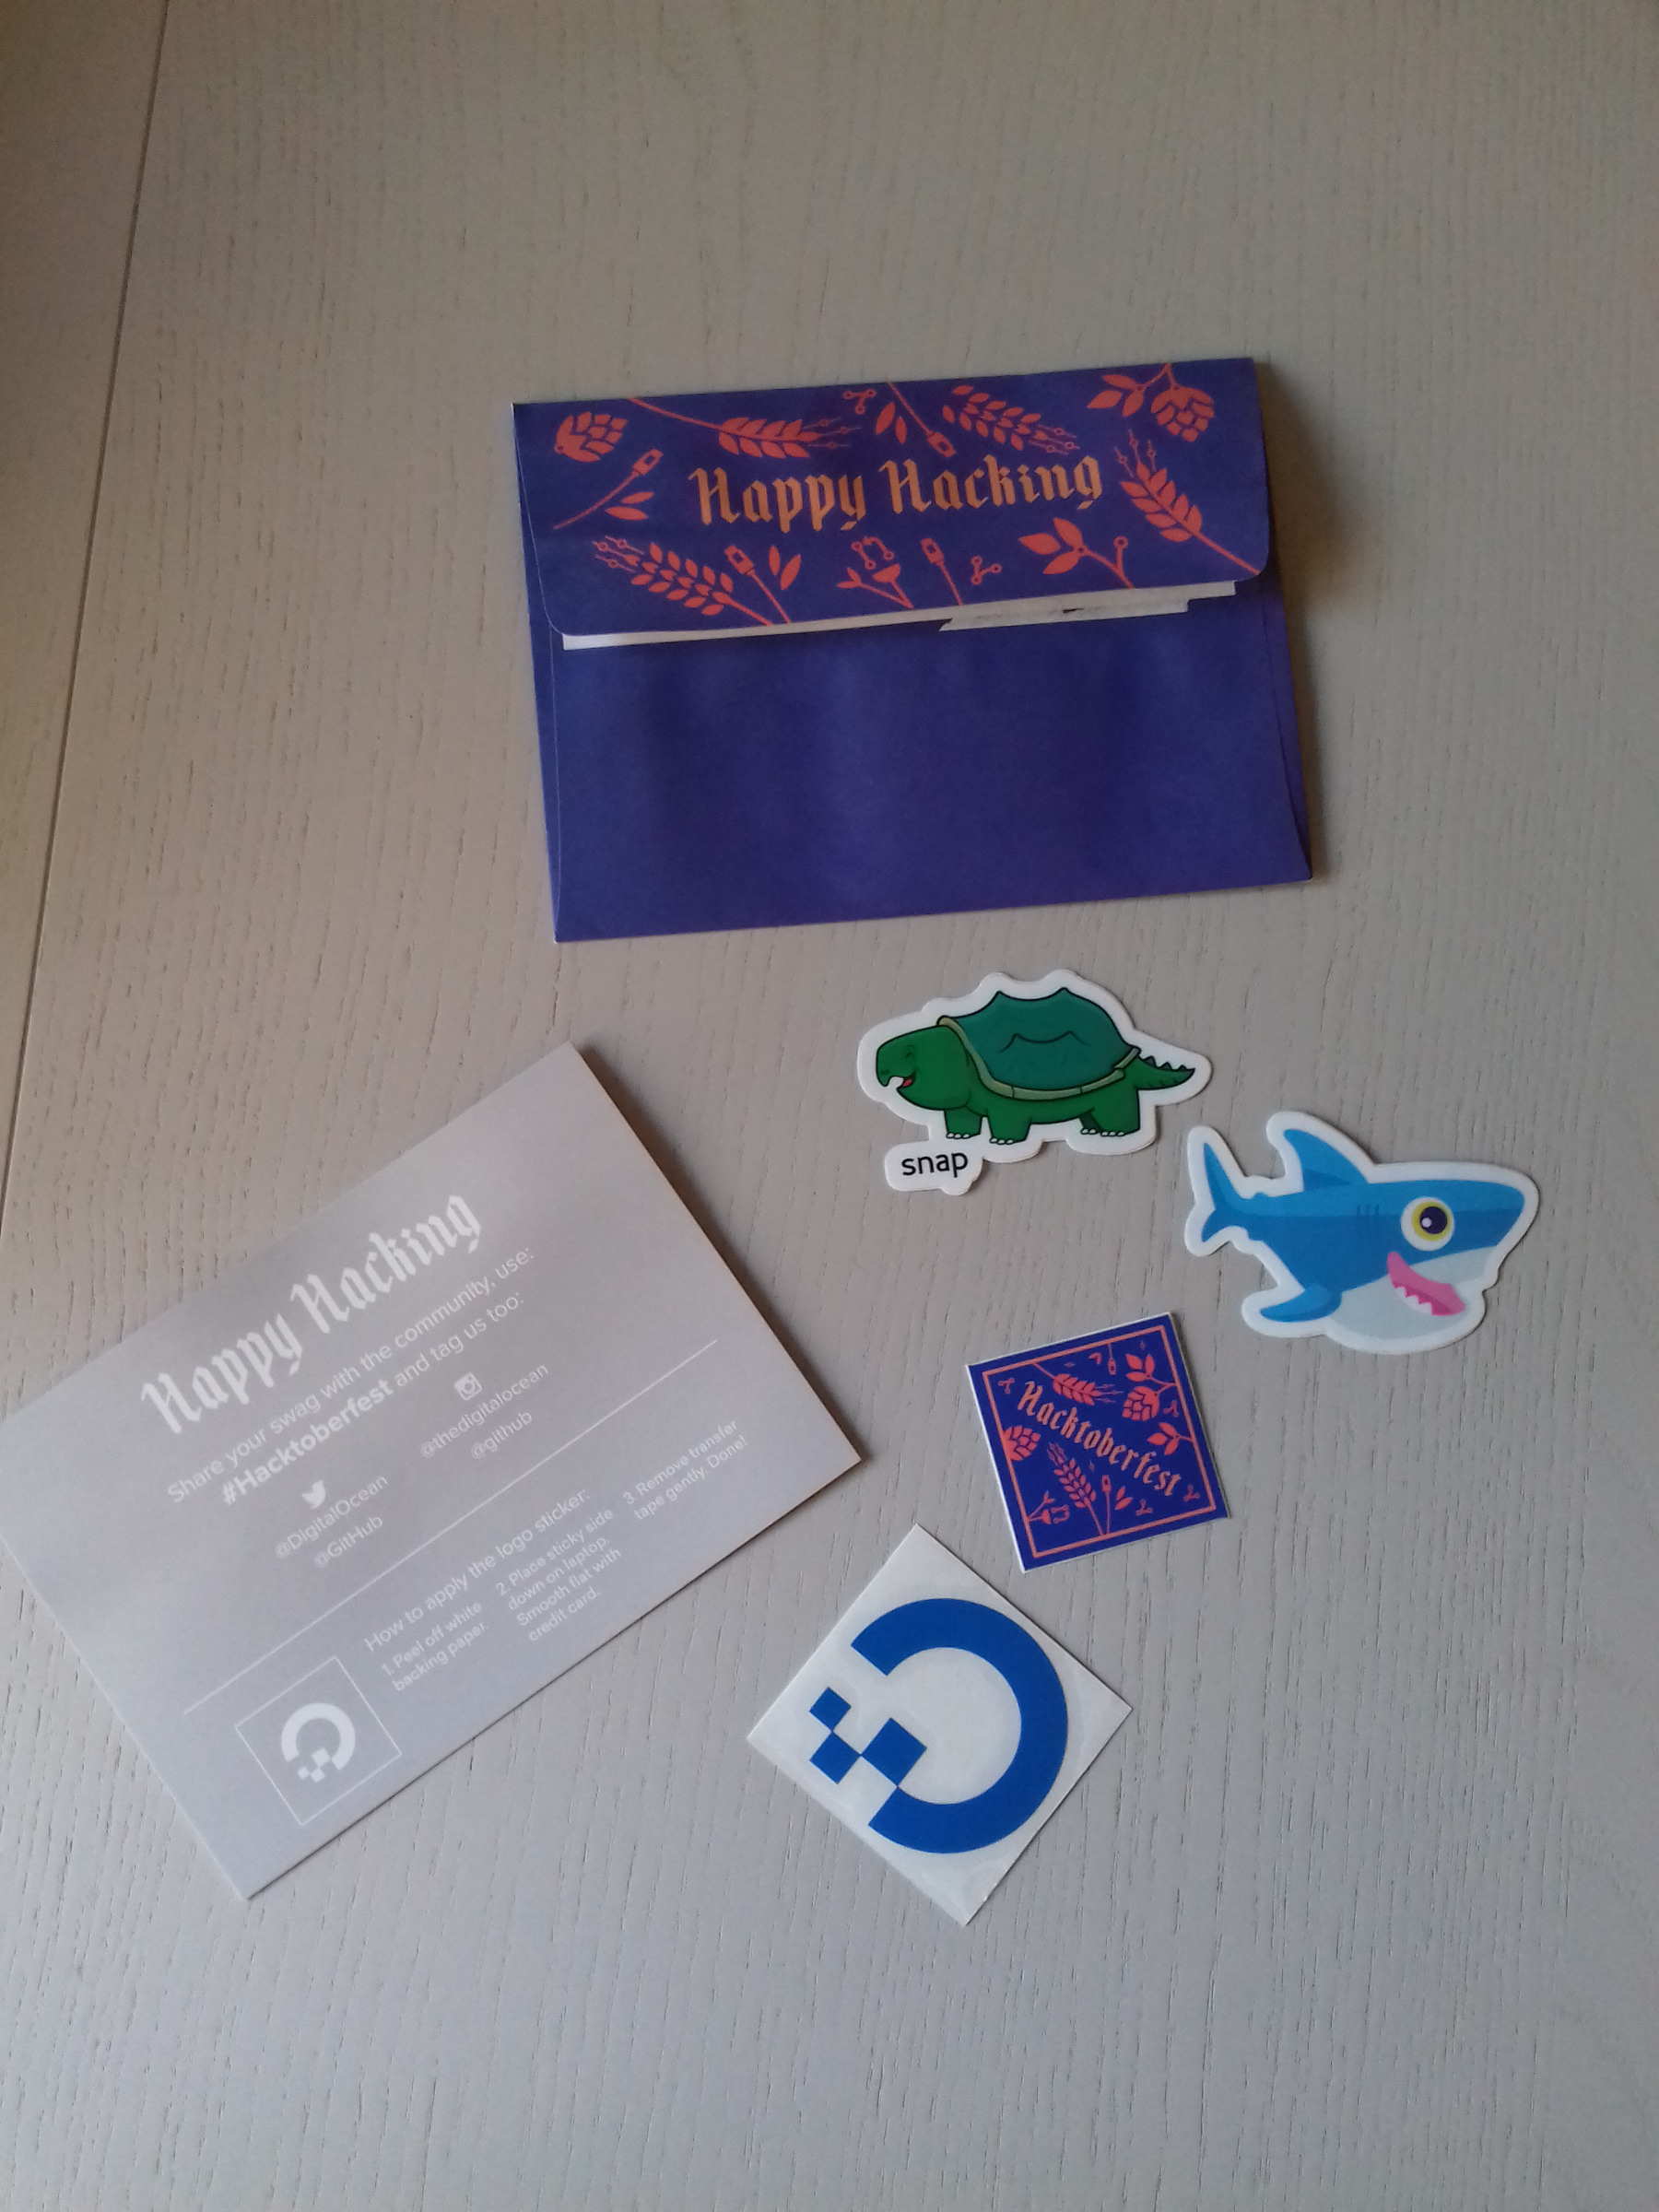 Happy Hacking
snap
Happy Hacking
Share your swag with the community, use:
#Hacktoberfest and tag us too:
@DigitalOcean
@GitHub
@thedigitalocean
@github
How to apply the logo sticker:
1. Peel off white
backing paper.
2. Place sticky side
down on laptop.
Smooth flat with
credit card.
3. Remove transfer
tape gently. Done!
Hacktoberfest